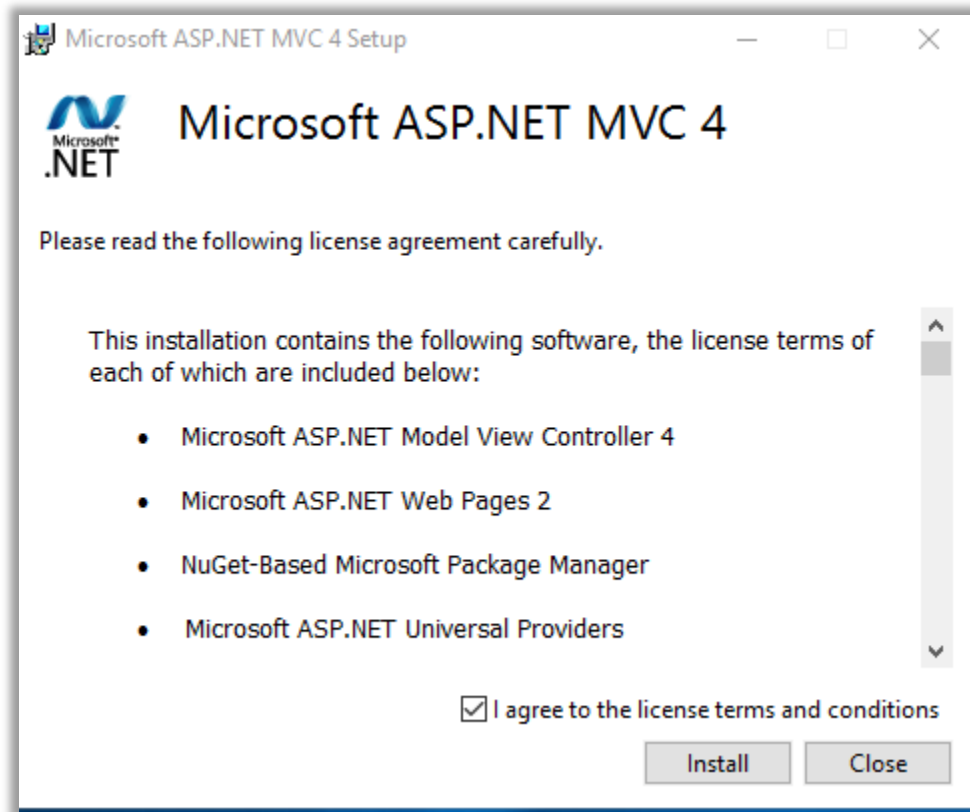 Microsoft ASP.NET MVC 4 Setup
Microsoft
.NET
Microsoft ASP.NET MVC 4
Please read the following license agreement carefully.
This installation contains the following software, the license terms of
each of which are included below:
• Microsoft ASP.NET Model View Controller 4
• Microsoft ASP.NET Web Pages 2
• NuGet-Based Microsoft Package Manager
• Microsoft ASP.NET Universal Providers
I agree to the license terms and conditions
Install
Close